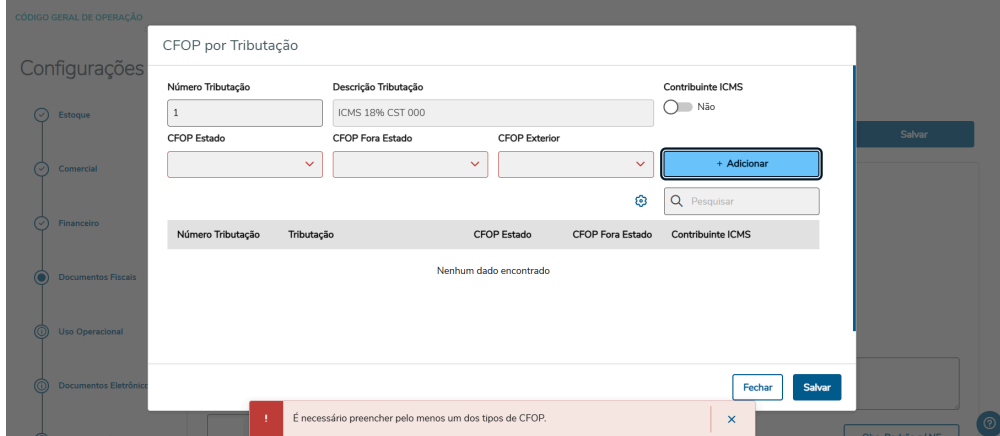 CÓDIGO GERAL DE OPERAÇÃO
Configurações
Estoque
Comercial
Financeiro
Documentos Fiscais
Uso Operacional
Documentos Eletrônic
Salvar
CFOP por Tributação
Número Tributação Descrição Tributação Contribuinte ICMS
1 ICMS 18% CST 000 Não
CFOP Estado CFOP Fora Estado CFOP Exterior
+ Adicionar
Pesquisar
Número Tributação Tributação CFOP Estado CFOP Fora Estado Contribuinte ICMS
Nenhum dado encontrado
Fechar Salvar
! É necessário preencher pelo menos um dos tipos de CFOP.